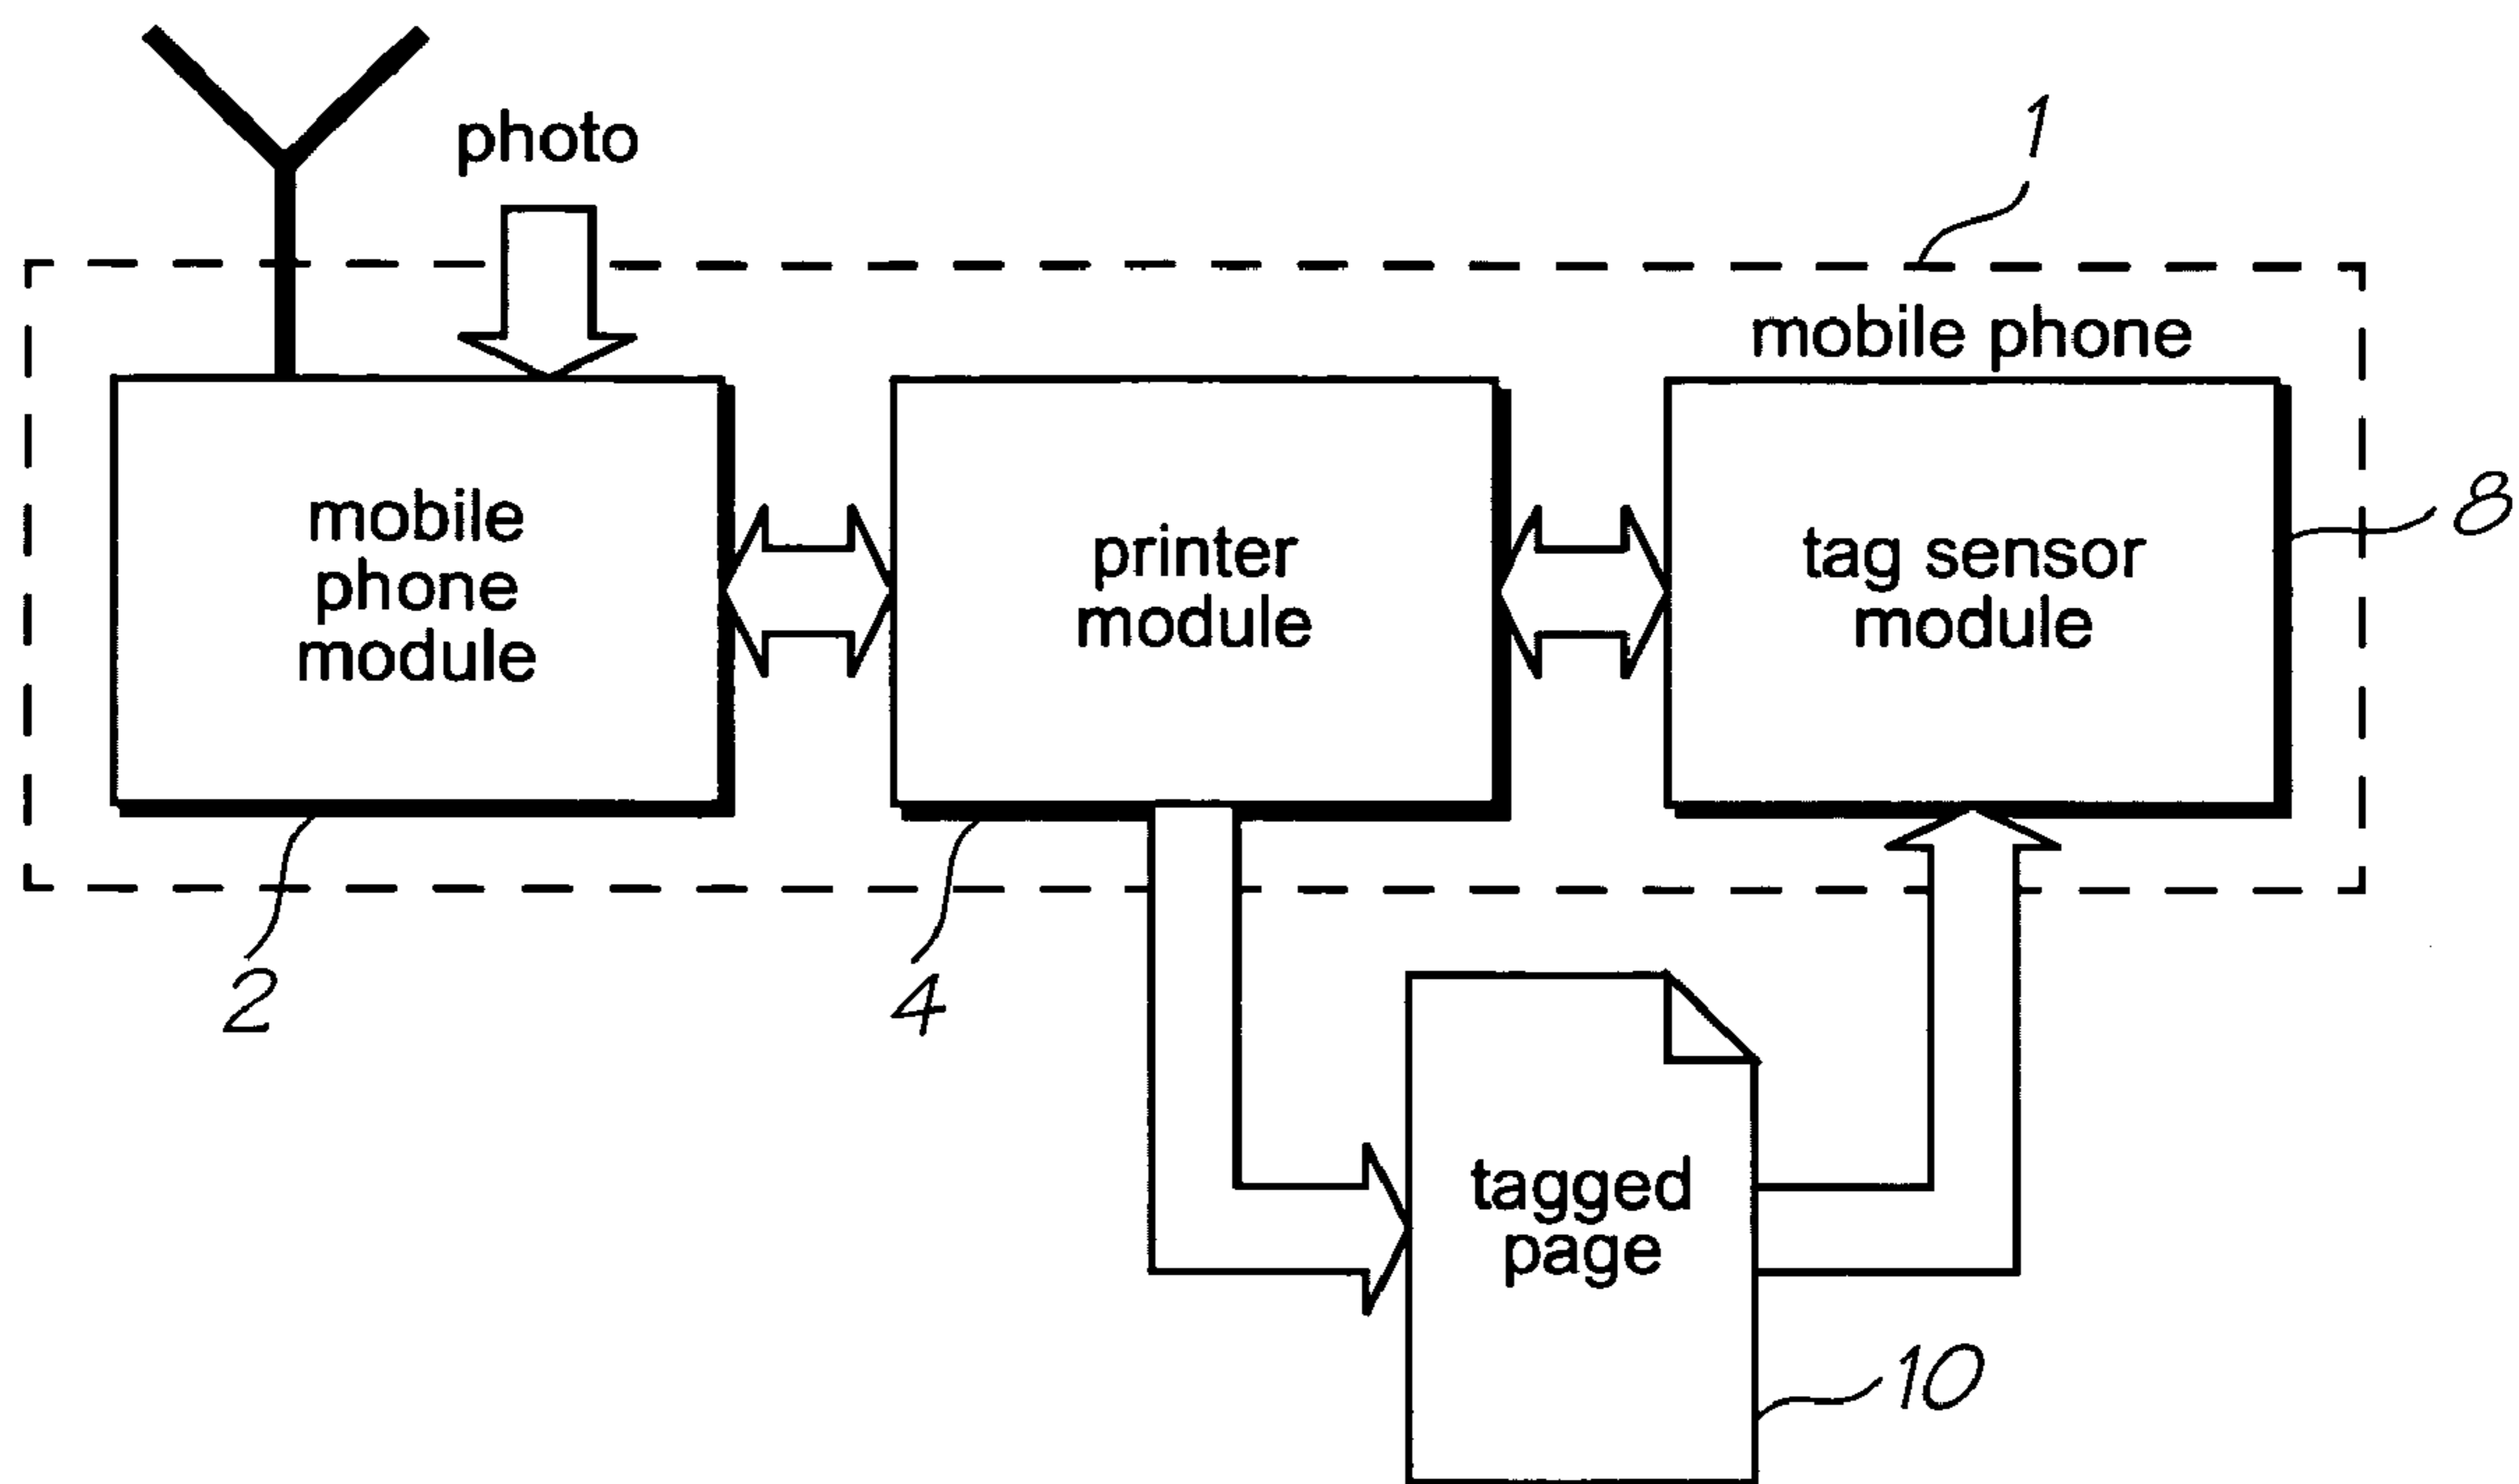 photo
1
mobile phone
mobile
phone
module
printer
module
tag sensor
module
8
2
4
tagged
page
10